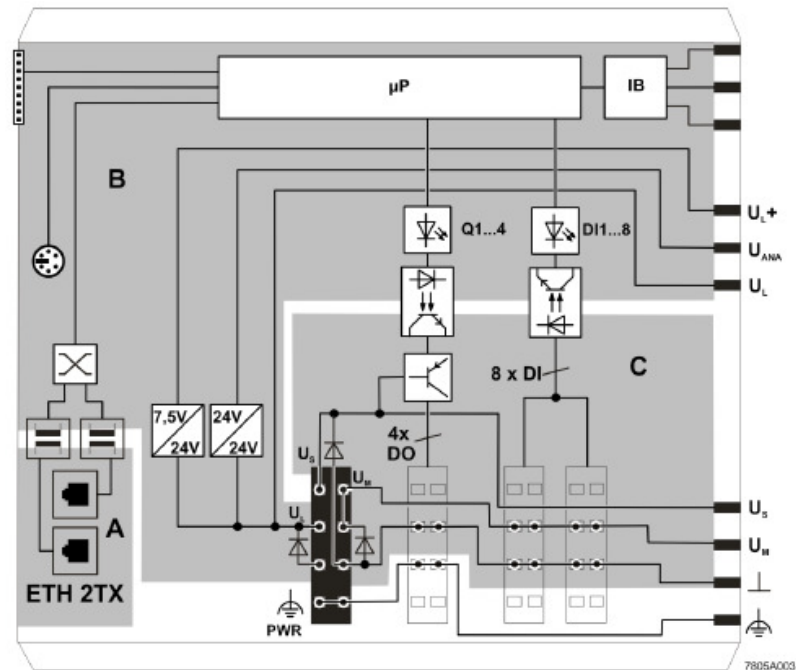 µP
IB
B
Q1...4
DI1...8
U_L+
U_ANA
U_L
C
8 x DI
7,5V
24V
24V
24V
4x
DO
U_S
U_M
U_L
A
ETH 2TX
PWR
U_S
U_M
7805A003